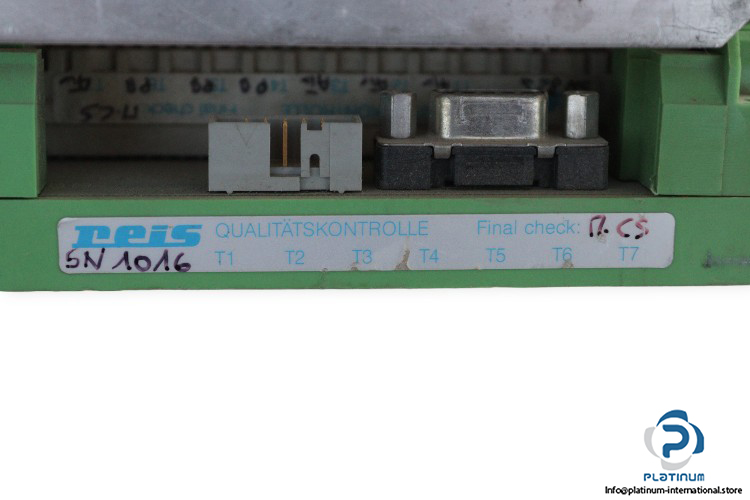 reis QUALITÄTSKONTROLLE Final check: M. CS
SN 1016 T1 T2 T3 T4 T5 T6 T7
PLATINUM
Info@platinum-international.store